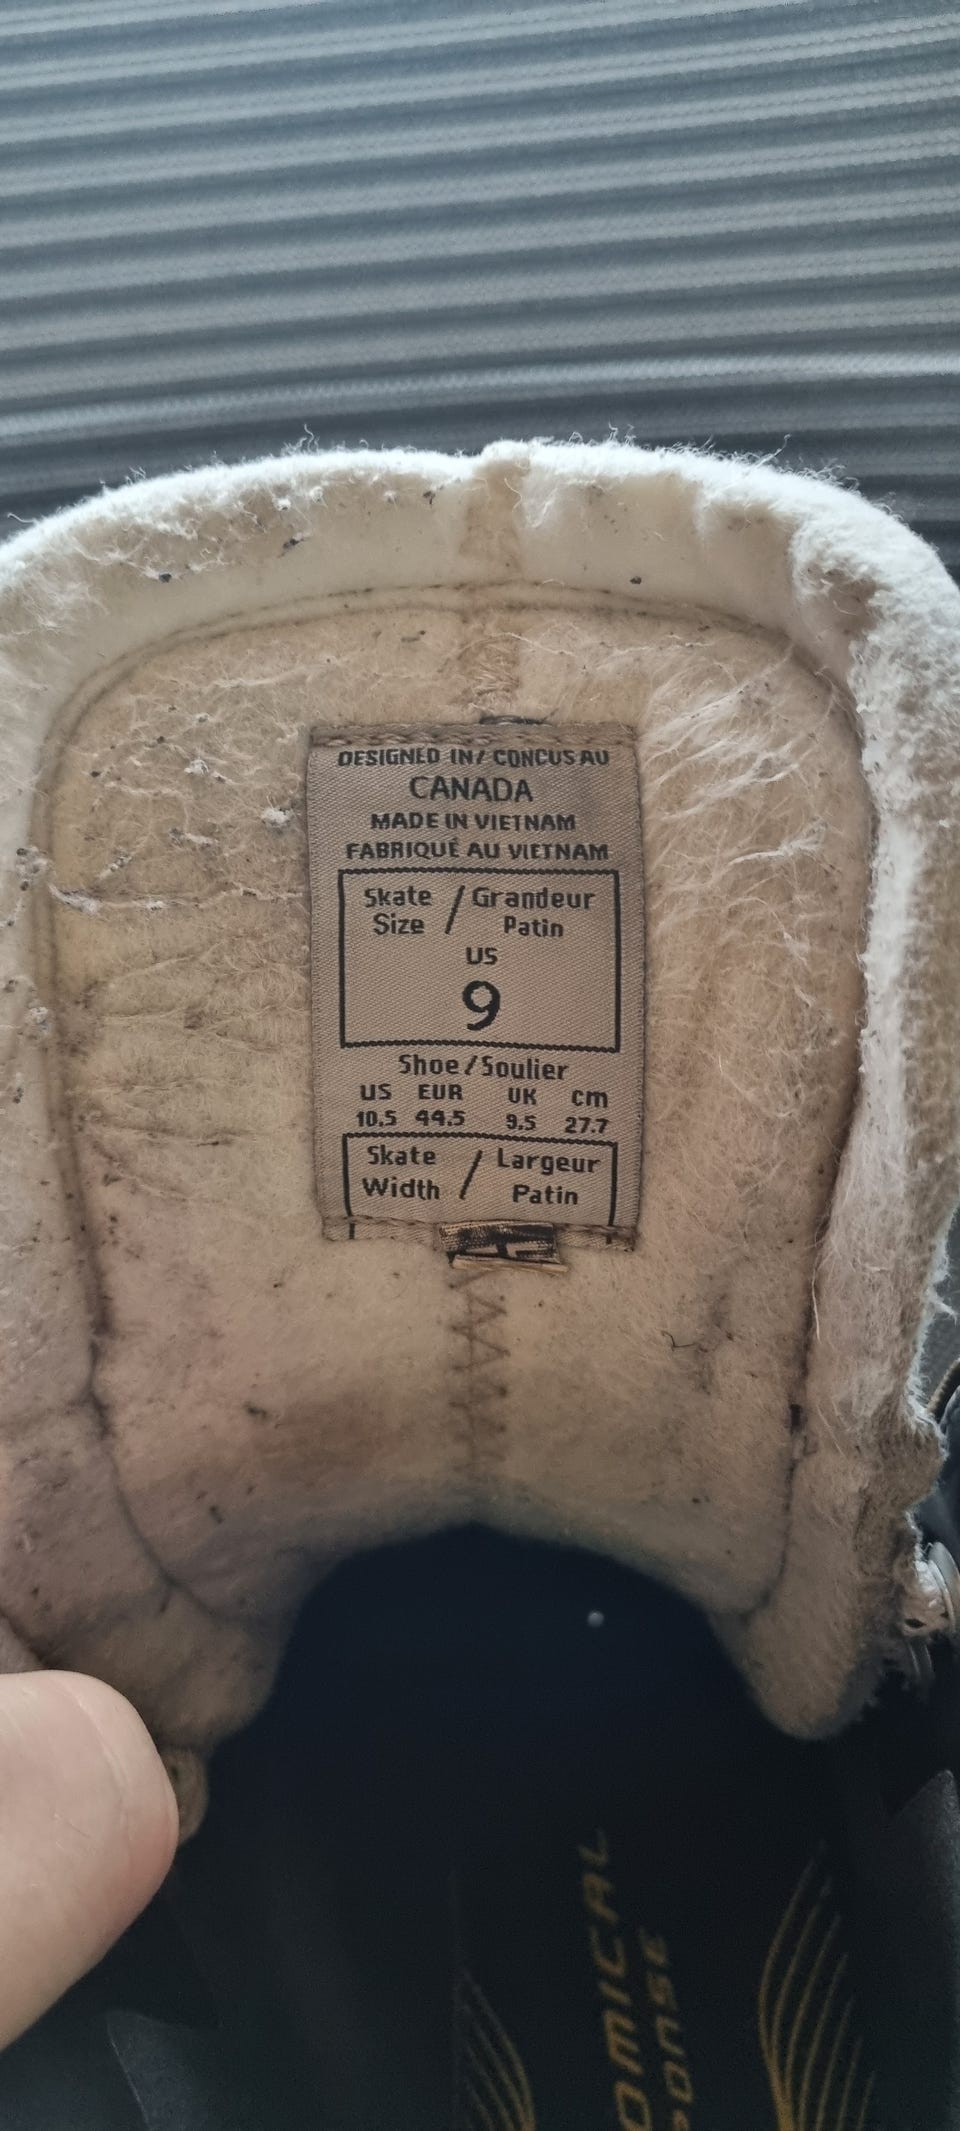 DESIGNED IN/ CONCUS AU
CANADA
MADE IN VIETNAM
FABRIQUÉ AU VIETNAM
Skate Size / Grandeur Patin
US
9
Shoe/Soulier
US EUR UK cm
10.5 44.5 9.5 27.7
Skate Width / Largeur Patin